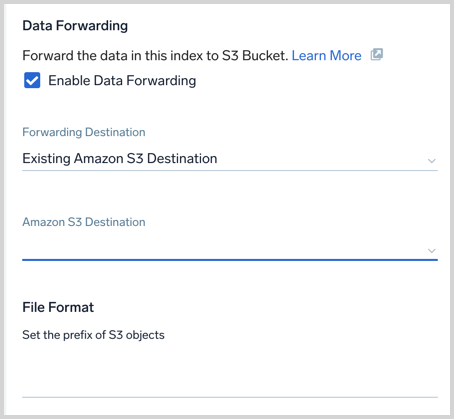 Data Forwarding
Forward the data in this index to S3 Bucket. Learn More
Enable Data Forwarding
Forwarding Destination
Existing Amazon S3 Destination
Amazon S3 Destination
File Format
Set the prefix of S3 objects